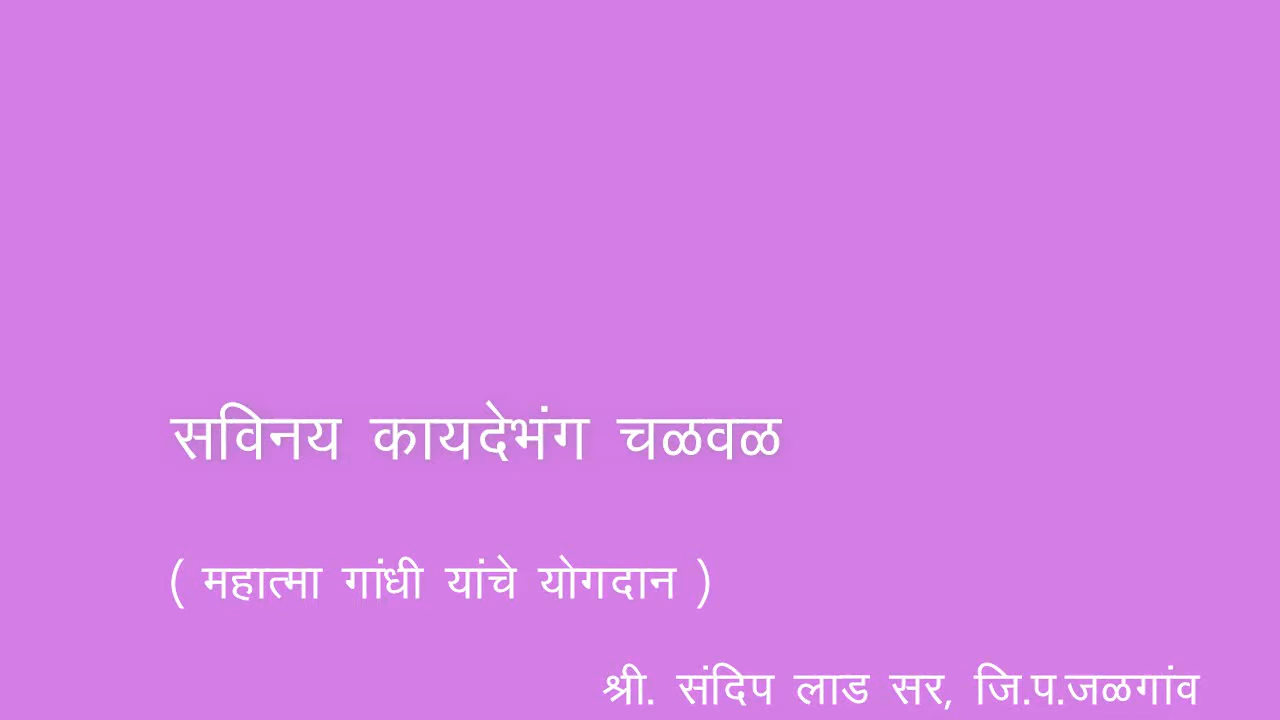 सविनय कायदेभंग चळवळ
( महात्मा गांधी यांचे योगदान )
श्री. संदिप लाड सर, जि.प.जळगांव